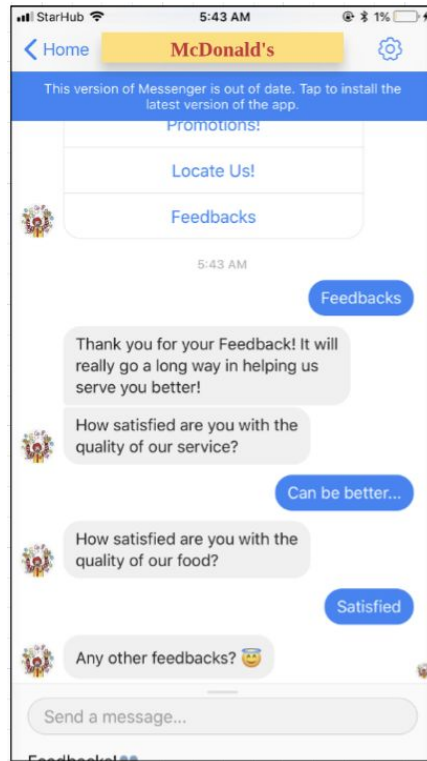 StarHub 5:43 AM 1%
Home McDonald's
This version of Messenger is out of date. Tap to install the
latest version of the app.
Promotions!
Locate Us!
Feedbacks
5:43 AM
Feedbacks
Thank you for your Feedback! It will
really go a long way in helping us
serve you better!
How satisfied are you with the
quality of our service?
Can be better...
How satisfied are you with the
quality of our food?
Satisfied
Any other feedbacks? 😇
Send a message...
Feedbacks!